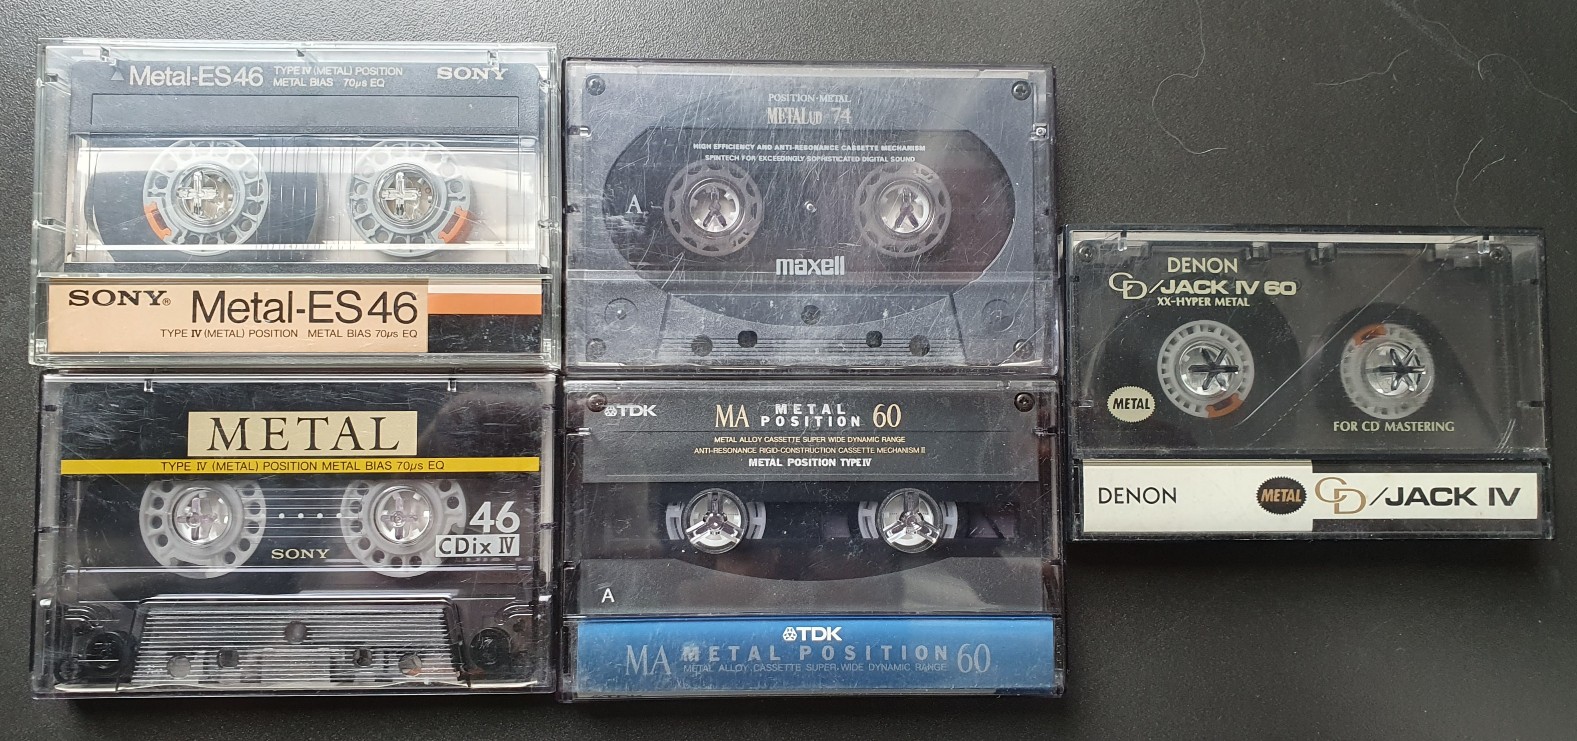 Metal-ES46
TYPE IV (METAL) POSITION
METAL BIAS 70μs EQ
SONY
SONY®
Metal-ES46
TYPE IV (METAL) POSITION METAL BIAS 70μs EQ
METAL
TYPE IV (METAL) POSITION METAL BIAS 70μs EQ
46
CDix IV
SONY
POSITION·METAL
METAL UD 74
HIGH EFFICIENCY AND ANTI-RESONANCE CASSETTE MECHANISM
SPINTECH FOR EXCEEDINGLY SOPHISTICATED DIGITAL SOUND
A
maxell
TDK
MA METAL POSITION 60
METAL ALLOY CASSETTE SUPER WIDE DYNAMIC RANGE
ANTI-RESONANCE RIGID-CONSTRUCTION CASSETTE MECHANISM II
METAL POSITION TYPE IV
A
TDK
MA METAL POSITION 60
METAL ALLOY CASSETTE SUPER WIDE DYNAMIC RANGE
DENON
CD/JACK IV 60
XX-HYPER METAL
METAL
FOR CD MASTERING
DENON
METAL
CD/JACK IV